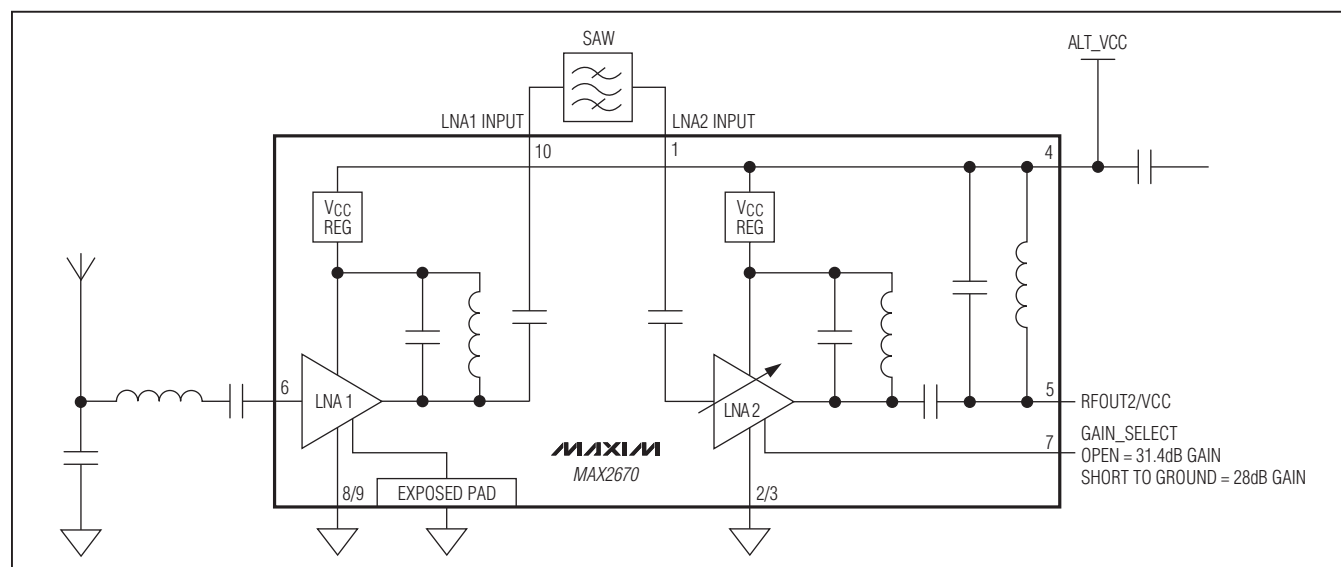 SAW
ALT_VCC
LNA1 INPUT
LNA2 INPUT
10
1
4
VCC
REG
VCC
REG
6
LNA 1
LNA 2
5
RFOUT2/VCC
7
GAIN_SELECT
OPEN = 31.4dB GAIN
SHORT TO GROUND = 28dB GAIN
MAXIM
MAX2670
8/9
EXPOSED PAD
2/3